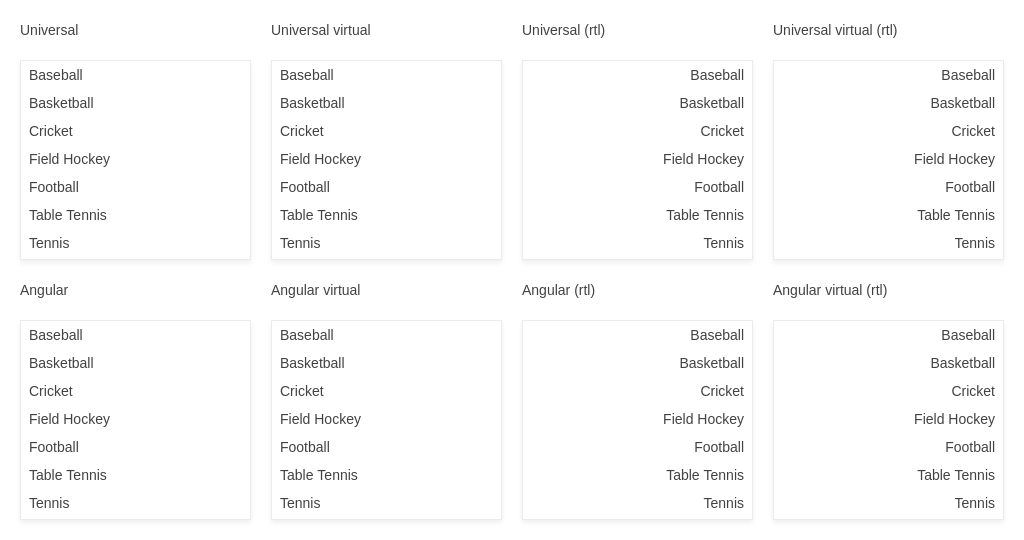 Universal
Baseball
Basketball
Cricket
Field Hockey
Football
Table Tennis
Tennis
Universal virtual
Baseball
Basketball
Cricket
Field Hockey
Football
Table Tennis
Tennis
Universal (rtl)
Baseball
Basketball
Cricket
Field Hockey
Football
Table Tennis
Tennis
Universal virtual (rtl)
Baseball
Basketball
Cricket
Field Hockey
Football
Table Tennis
Tennis
Angular
Baseball
Basketball
Cricket
Field Hockey
Football
Table Tennis
Tennis
Angular virtual
Baseball
Basketball
Cricket
Field Hockey
Football
Table Tennis
Tennis
Angular (rtl)
Baseball
Basketball
Cricket
Field Hockey
Football
Table Tennis
Tennis
Angular virtual (rtl)
Baseball
Basketball
Cricket
Field Hockey
Football
Table Tennis
Tennis